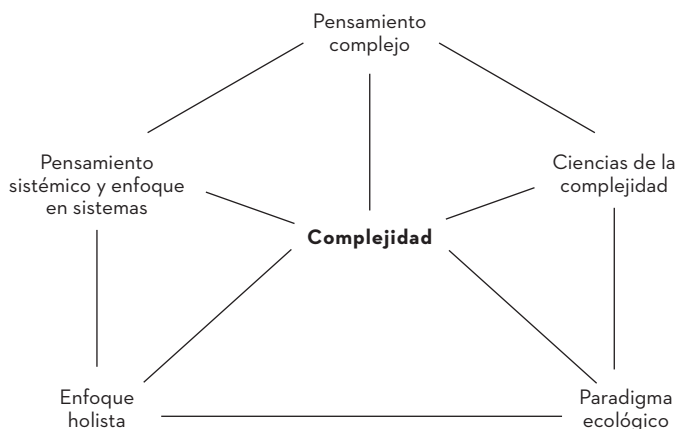 Pensamiento
complejo
Pensamiento
sistémico y enfoque
en sistemas
Ciencias de la
complejidad
Complejidad
Enfoque
holista
Paradigma
ecológico